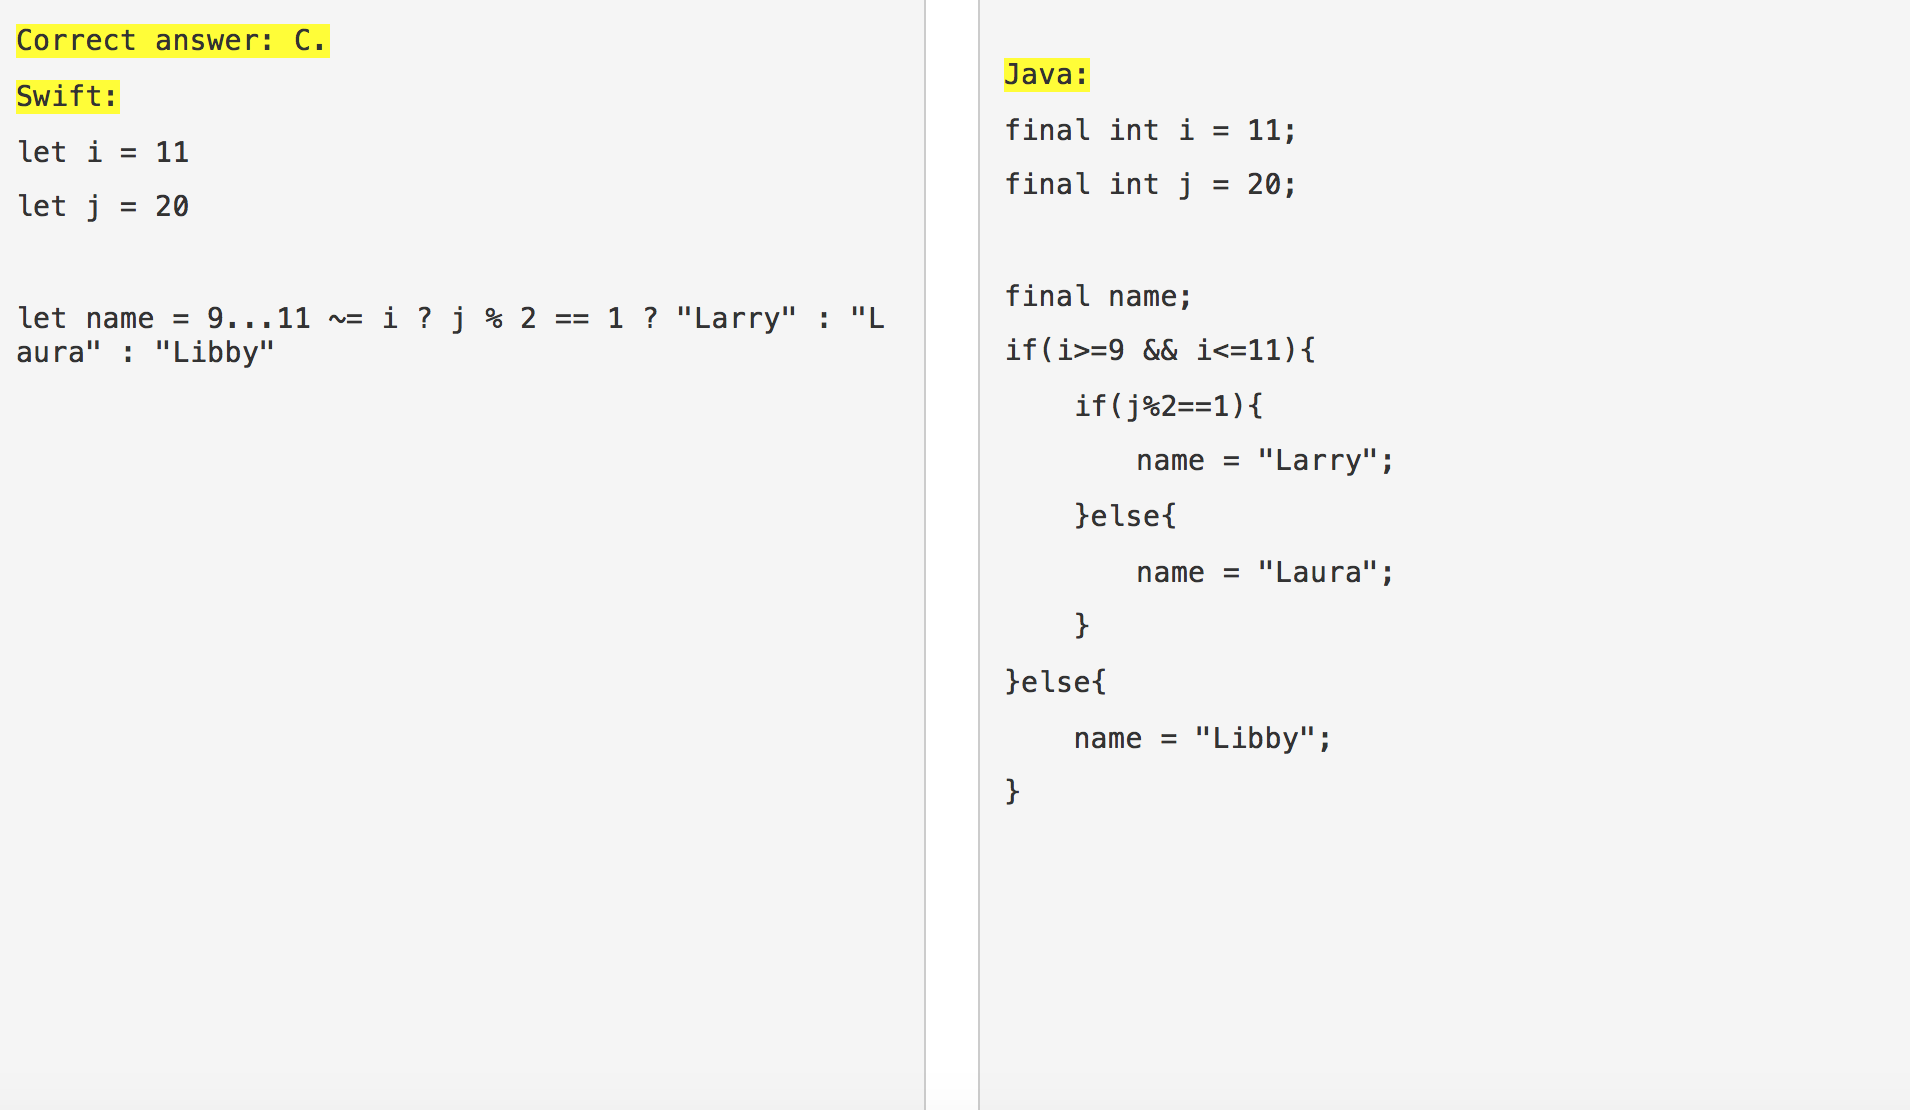 Correct answer: C.
Swift:
let i = 11
let j = 20
let name = 9...11 ~= i ? j % 2 == 1 ? "Larry" : "L
aura" : "Libby"
Java:
final int i = 11;
final int j = 20;
final name;
if(i>=9 && i<=11){
if(j%2==1){
name = "Larry";
}else{
name = "Laura";
}
}else{
name = "Libby";
}